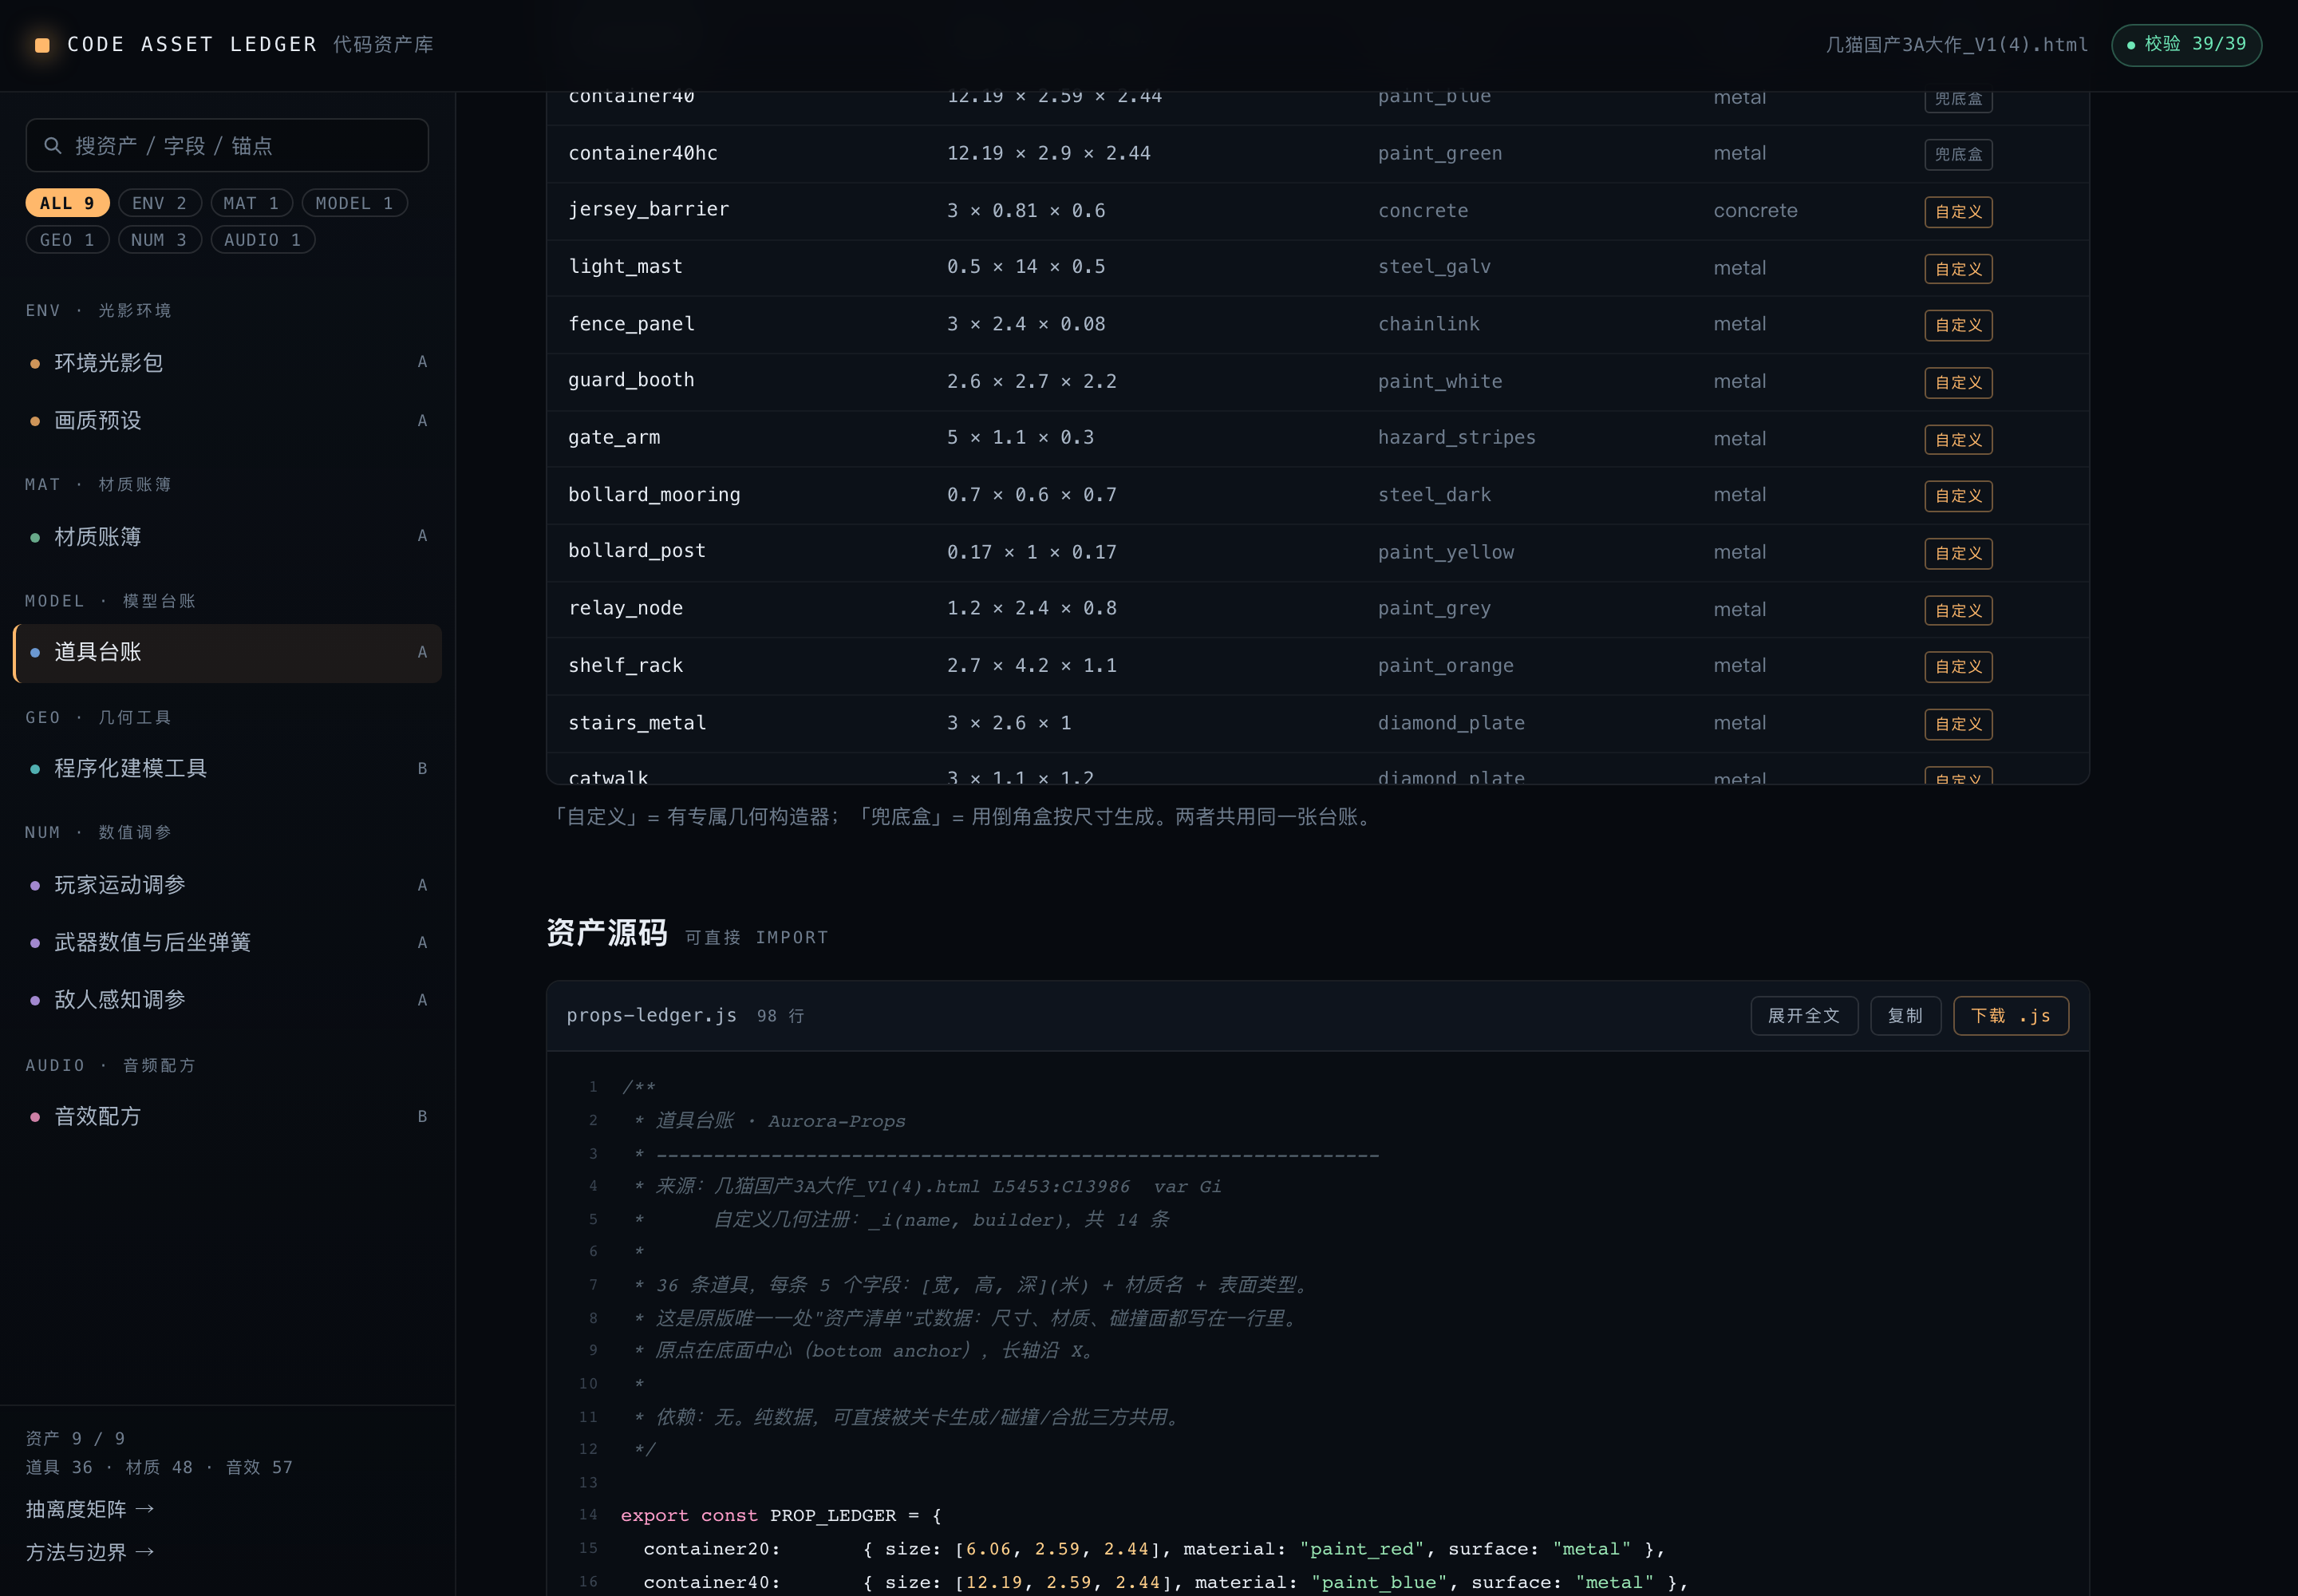 CODE ASSET LEDGER 代码资产库
几猫国产3A大作_V1(4).html
校验 39/39
搜资产 / 字段 / 锚点
ALL 9 ENV 2 MAT 1 MODEL 1
GEO 1 NUM 3 AUDIO 1
ENV · 光影环境
环境光影包 A
画质预设 A
MAT · 材质账簿
材质账簿 A
MODEL · 模型台账
道具台账 A
GEO · 几何工具
程序化建模工具 B
NUM · 数值调参
玩家运动调参 A
武器数值与后坐弹簧 A
敌人感知调参 A
AUDIO · 音频配方
音效配方 B
资产 9 / 9
道具 36 · 材质 48 · 音效 57
抽离度矩阵 →
方法与边界 →
container40 12.19 × 2.59 × 2.44 paint_blue metal 兜底盒
container40hc 12.19 × 2.9 × 2.44 paint_green metal 兜底盒
jersey_barrier 3 × 0.81 × 0.6 concrete concrete 自定义
light_mast 0.5 × 14 × 0.5 steel_galv metal 自定义
fence_panel 3 × 2.4 × 0.08 chainlink metal 自定义
guard_booth 2.6 × 2.7 × 2.2 paint_white metal 自定义
gate_arm 5 × 1.1 × 0.3 hazard_stripes metal 自定义
bollard_mooring 0.7 × 0.6 × 0.7 steel_dark metal 自定义
bollard_post 0.17 × 1 × 0.17 paint_yellow metal 自定义
relay_node 1.2 × 2.4 × 0.8 paint_grey metal 自定义
shelf_rack 2.7 × 4.2 × 1.1 paint_orange metal 自定义
stairs_metal 3 × 2.6 × 1 diamond_plate metal 自定义
catwalk 3 × 1.1 × 1.2 diamond_plate metal 自定义
「自定义」= 有专属几何构造器；「兜底盒」= 用倒角盒按尺寸生成。两者共用同一张台账。
资产源码 可直接 IMPORT
props-ledger.js 98 行
展开全文 复制 下载 .js
1 /**
2 * 道具台账 · Aurora-Props
3 * ---------------------------------------------------------------
4 * 来源：几猫国产3A大作_V1(4).html L5453:C13986 var Gi
5 * 自定义几何注册：_i(name, builder)，共 14 条
6 *
7 * 36 条道具，每条 5 个字段：[宽, 高, 深](米) + 材质名 + 表面类型。
8 * 这是原版唯一一处"资产清单"式数据：尺寸、材质、碰撞面都写在一行里。
9 * 原点在底面中心（bottom anchor），长轴沿 X。
10 *
11 * 依赖：无。纯数据，可直接被关卡生成/碰撞/合批三方共用。
12 */
13
14 export const PROP_LEDGER = {
15 container20: { size: [6.06, 2.59, 2.44], material: "paint_red", surface: "metal" },
16 container40: { size: [12.19, 2.59, 2.44], material: "paint_blue", surface: "metal" },